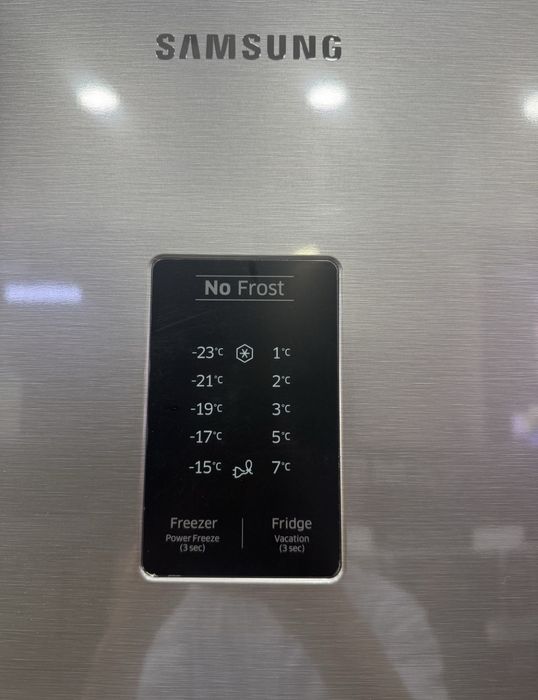 SAMSUNG
No Frost
-23°C 1°C
-21°C 2°C
-19°C 3°C
-17°C 5°C
-15°C 7°C
Freezer Fridge
Power Freeze Vacation
(3 sec) (3 sec)